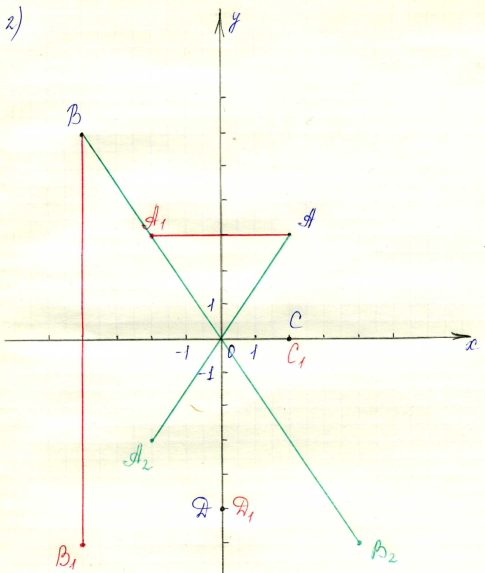 2)
y
B
A₁ A
1
C
-1 0 1 x
C₁
-1
A₂
D D₁
B₁ B₂